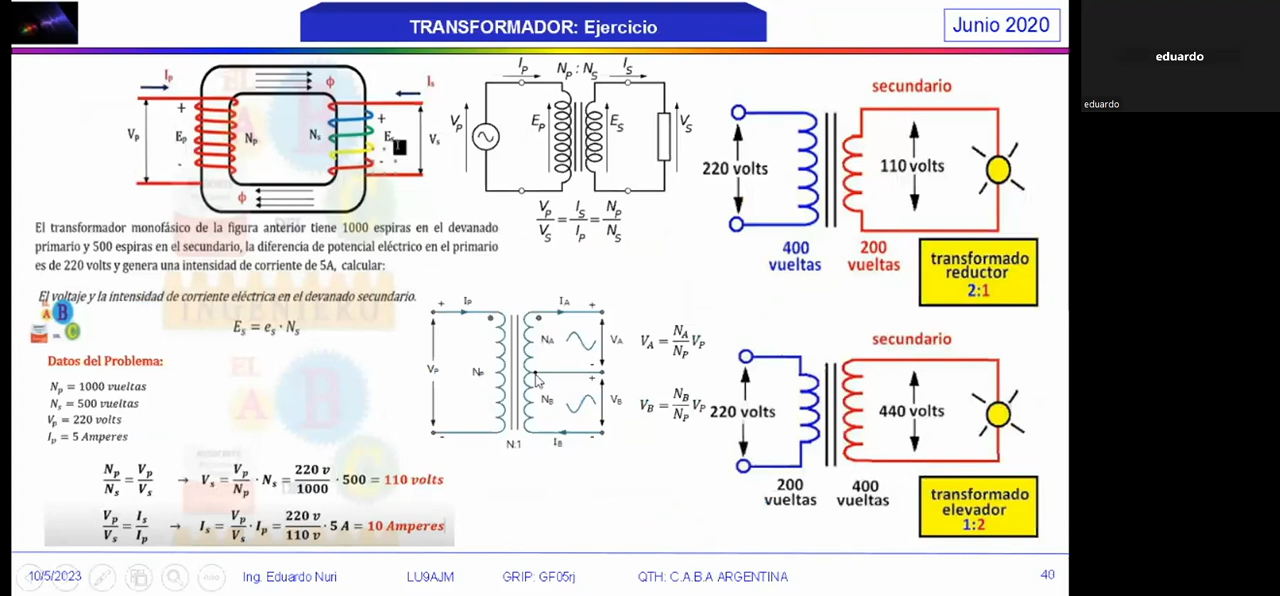 TRANSFORMADOR: Ejercicio
Junio 2020
eduardo
eduardo
Ip
ϕ
Is
Vp
+
Ep
-
Np
Ns
+
Vs
ϕ
Ip
Np : Ns
Is
Vp
Ep
Es
Vs
Vp/Vs = Is/Ip = Np/Ns
secundario
220 volts
110 volts
400 vueltas
200 vueltas
transformado
reductor
2:1
El transformador monofásico de la figura anterior tiene 1000 espiras en el devanado
primario y 500 espiras en el secundario, la diferencia de potencial eléctrico en el primario
es de 220 volts y genera una intensidad de corriente de 5A, calcular:
El voltaje y la intensidad de corriente eléctrica en el devanado secundario.
Es = es · Ns
A B C
INGENIERO
Datos del Problema:
Np = 1000 vueltas
Ns = 500 vueltas
Vp = 220 volts
Ip = 5 Amperes
Np/Ns = Vp/Vs → Vs = Vp/Np · Ns = 220 v/1000 · 500 = 110 volts
Vp/Vs = Is/Ip → Is = Vp/Vs · Ip = 220 v/110 v · 5 A = 10 Amperes
+
IP
IA
+
NA
VA
-
VP
NP
+
NB
VB
-
-
N:1
IB
VA = NA/NP VP
VB = NB/NP VP
secundario
220 volts
440 volts
200 vueltas
400 vueltas
transformado
elevador
1:2
10/5/2023
Ing. Eduardo Nuri
LU9AJM
GRIP: GF05rj
QTH: C.A.B.A ARGENTINA
40